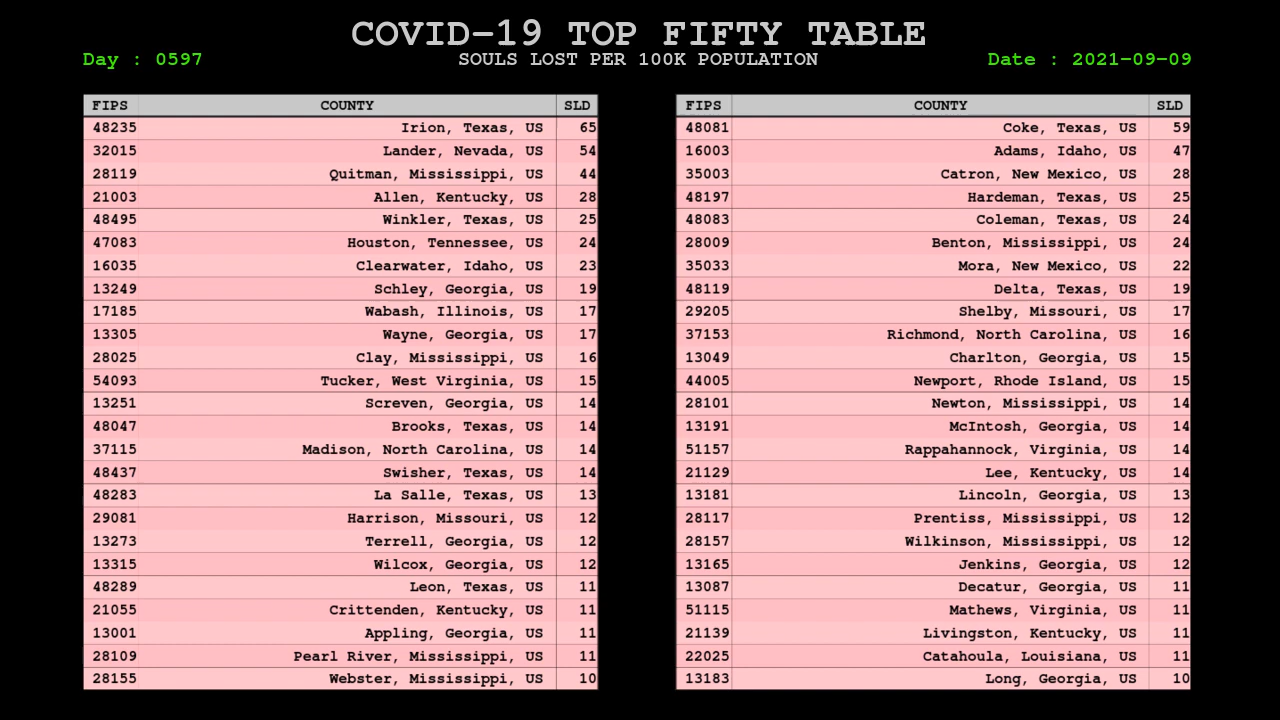 COVID-19 TOP FIFTY TABLE
Day : 0597 SOULS LOST PER 100K POPULATION Date : 2021-09-09
FIPS COUNTY SLD FIPS COUNTY SLD
48235 Irion, Texas, US 65 48081 Coke, Texas, US 59
32015 Lander, Nevada, US 54 16003 Adams, Idaho, US 47
28119 Quitman, Mississippi, US 44 35003 Catron, New Mexico, US 28
21003 Allen, Kentucky, US 28 48197 Hardeman, Texas, US 25
48495 Winkler, Texas, US 25 48083 Coleman, Texas, US 24
47083 Houston, Tennessee, US 24 28009 Benton, Mississippi, US 24
16035 Clearwater, Idaho, US 23 35033 Mora, New Mexico, US 22
13249 Schley, Georgia, US 19 48119 Delta, Texas, US 19
17185 Wabash, Illinois, US 17 29205 Shelby, Missouri, US 17
13305 Wayne, Georgia, US 17 37153 Richmond, North Carolina, US 16
28025 Clay, Mississippi, US 16 13049 Charlton, Georgia, US 15
54093 Tucker, West Virginia, US 15 44005 Newport, Rhode Island, US 15
13251 Screven, Georgia, US 14 28101 Newton, Mississippi, US 14
48047 Brooks, Texas, US 14 13191 McIntosh, Georgia, US 14
37115 Madison, North Carolina, US 14 51157 Rappahannock, Virginia, US 14
48437 Swisher, Texas, US 14 21129 Lee, Kentucky, US 14
48283 La Salle, Texas, US 13 13181 Lincoln, Georgia, US 13
29081 Harrison, Missouri, US 12 28117 Prentiss, Mississippi, US 12
13273 Terrell, Georgia, US 12 28157 Wilkinson, Mississippi, US 12
13315 Wilcox, Georgia, US 12 13165 Jenkins, Georgia, US 12
48289 Leon, Texas, US 11 13087 Decatur, Georgia, US 11
21055 Crittenden, Kentucky, US 11 51115 Mathews, Virginia, US 11
13001 Appling, Georgia, US 11 21139 Livingston, Kentucky, US 11
28109 Pearl River, Mississippi, US 11 22025 Catahoula, Louisiana, US 11
28155 Webster, Mississippi, US 10 13183 Long, Georgia, US 10